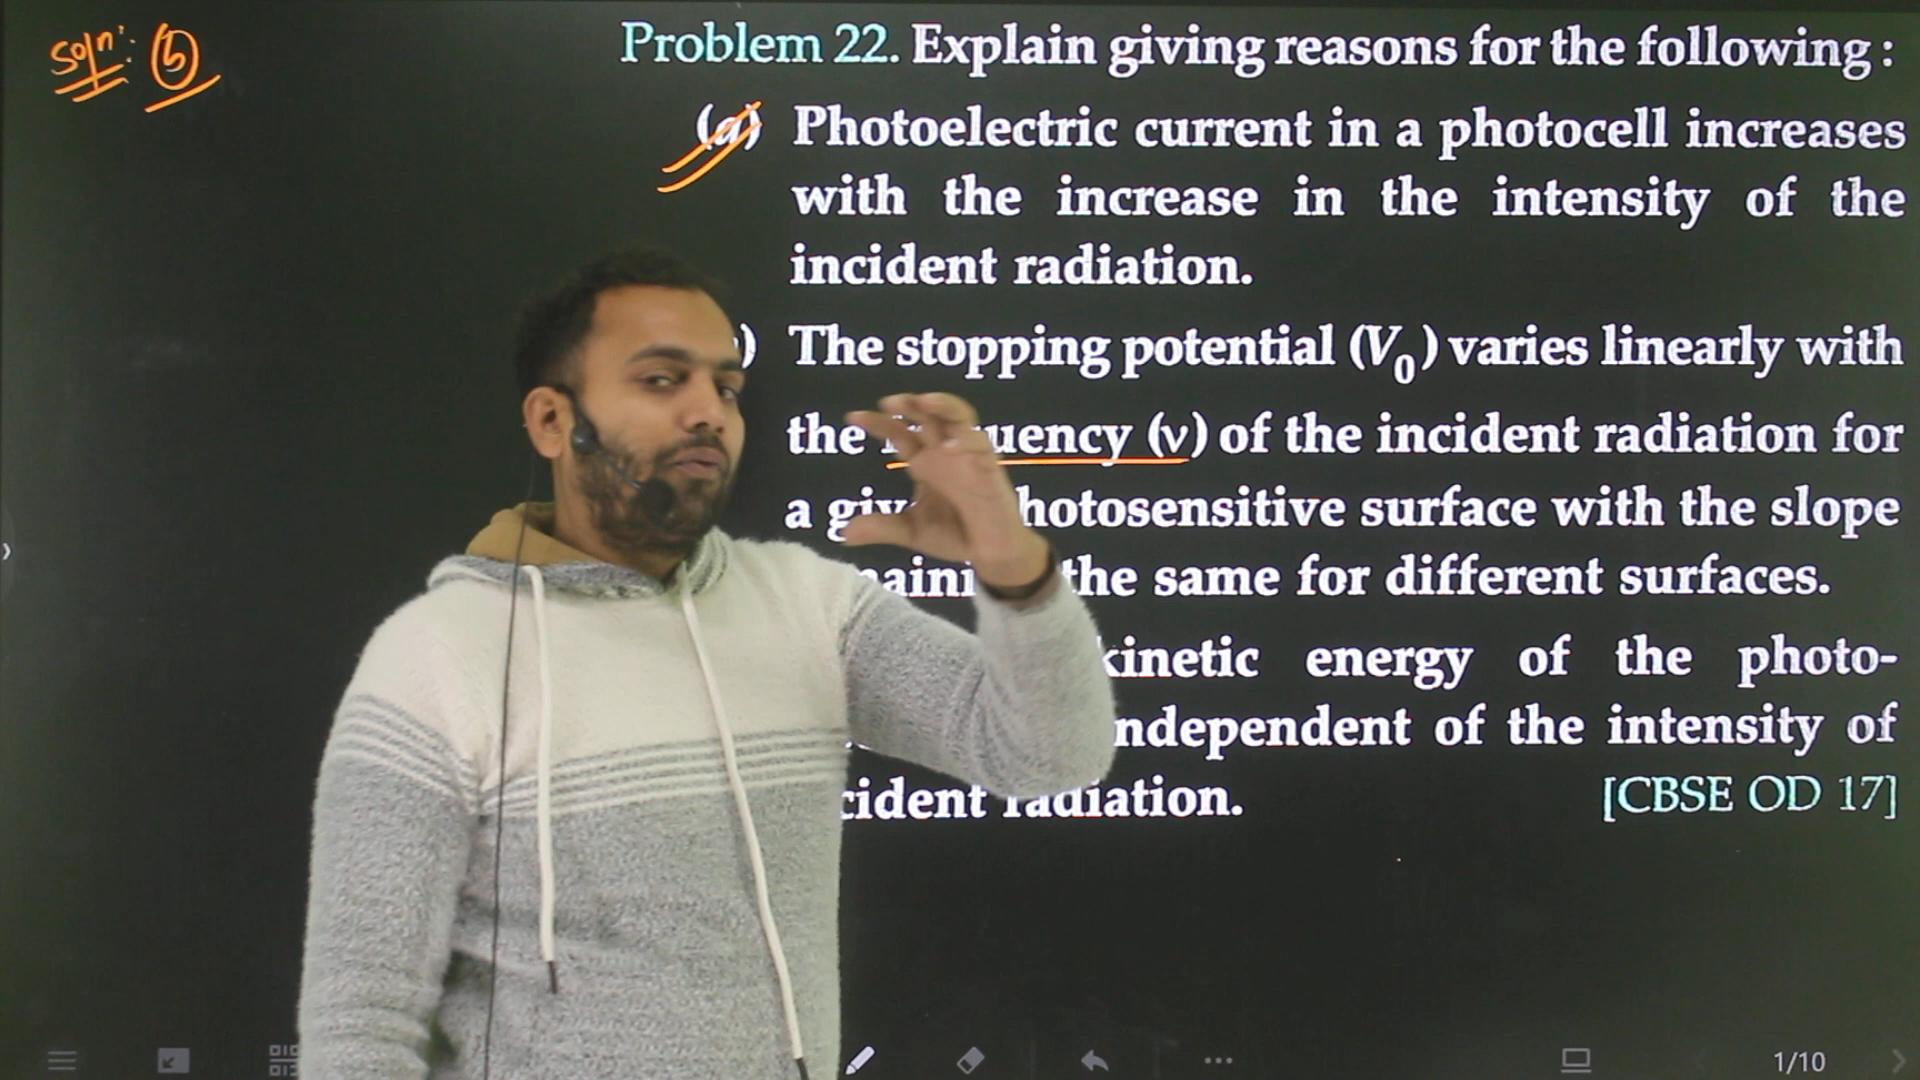 Soln: (b)
Problem 22. Explain giving reasons for the following :
(a) Photoelectric current in a photocell increases
with the increase in the intensity of the
incident radiation.
) The stopping potential (V₀) varies linearly with
the uency (ν) of the incident radiation for
a giv hotosensitive surface with the slope
the same for different surfaces.
kinetic energy of the photo-
ndependent of the intensity of
cident radiation. [CBSE OD 17]
1/10